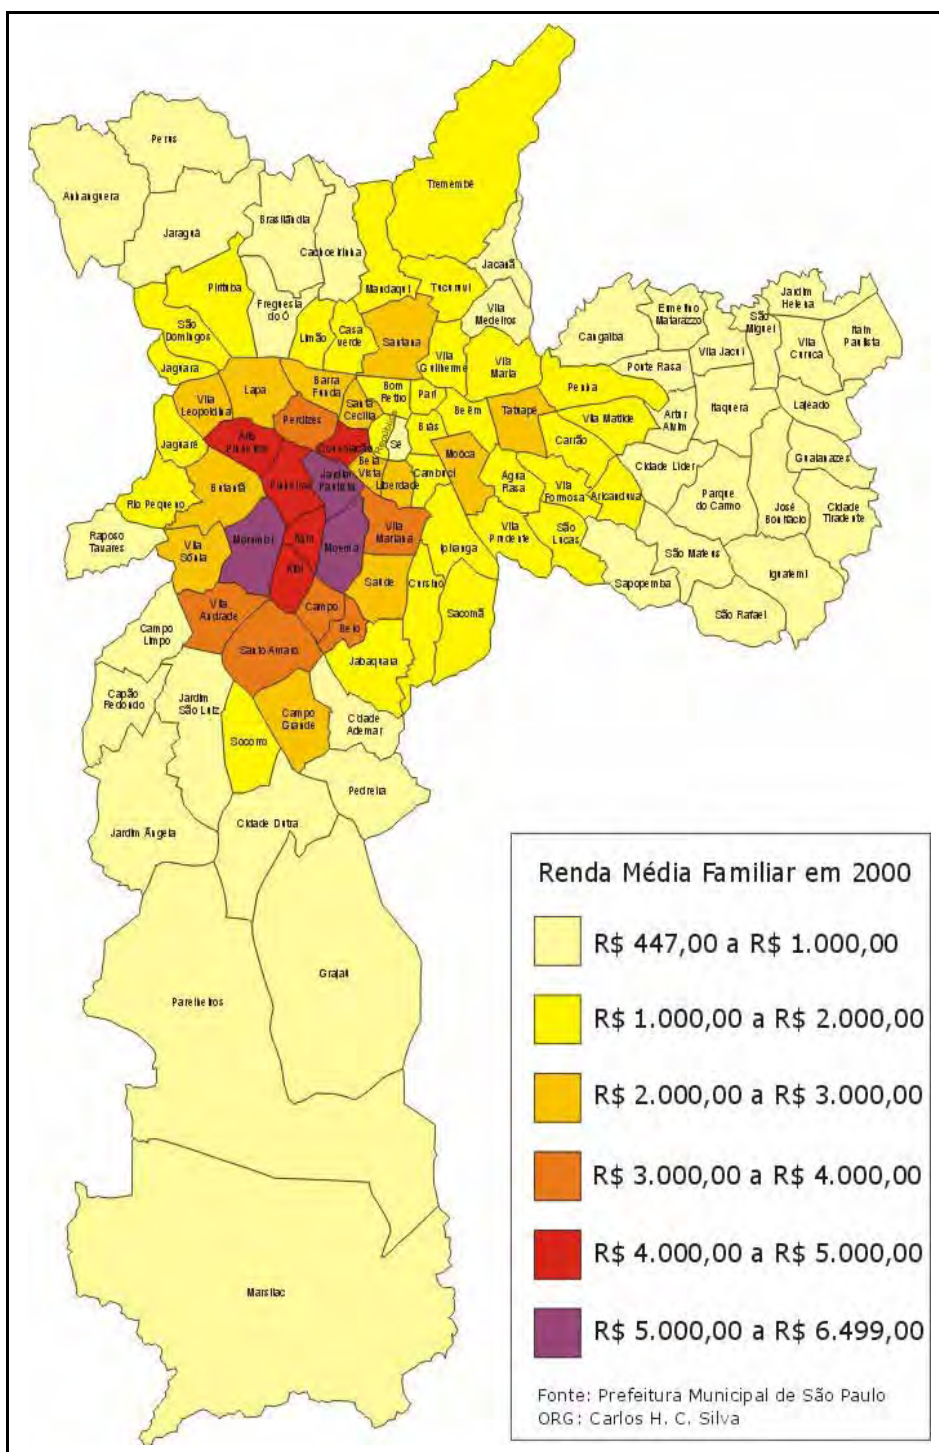 Perus
Anhanguera
Jaraguá
Brasilândia
Cachoeirinha
Tremembé
Jaçanã
Mandaqui
Tucuruvi
Pirituba
Freguesia
do Ó
Vila
Medeiros
São
Domingos
Limão
Casa
verde
Santana
Vila
Guilherme
Vila
Maria
Cangaíba
Ermelino
Matarazzo
Jardim
Helena
São
Miguel
Vila
Curuçá
Itaim
Paulista
Vila Jacuí
Ponte Rasa
Jaguara
Lapa
Barra
Funda
Bom
Retiro
Pari
Penha
Vila
Leopoldina
Perdizes
Santa
Cecília
República
Sé
Brás
Belém
Tatuapé
Vila Matilde
Artur
Alvim
Itaquera
Lajeado
Jaguaré
Alto
Pinheiros
Consolação
Bela
Vista
Liberdade
Cambuci
Moóca
Carrão
Guaianazes
Butantã
Pinheiros
Jardim
Paulista
Água
Rasa
Vila
Formosa
Aricanduva
Cidade Líder
Parque
do Carmo
José
Bonifácio
Cidade
Tiradente
Rio Pequeno
Raposo
Tavares
Vila
Sônia
Morumbi
Itaim
Bibi
Moema
Vila
Mariana
Ipiranga
Vila
Prudente
São
Lucas
São Mateus
Iguatemi
Sapopemba
São Rafael
Saúde
Cursino
Sacomã
Vila
Andrade
Campo
Belo
Santo Amaro
Jabaquara
Campo
Limpo
Capão
Redondo
Jardim
São Luiz
Socorro
Campo
Grande
Cidade
Ademar
Pedreira
Jardim Ângela
Cidade Dutra
Grajaú
Parelheiros
Marsilac
Renda Média Familiar em 2000
R$ 447,00 a R$ 1.000,00
R$ 1.000,00 a R$ 2.000,00
R$ 2.000,00 a R$ 3.000,00
R$ 3.000,00 a R$ 4.000,00
R$ 4.000,00 a R$ 5.000,00
R$ 5.000,00 a R$ 6.499,00
Fonte: Prefeitura Municipal de São Paulo
ORG: Carlos H. C. Silva